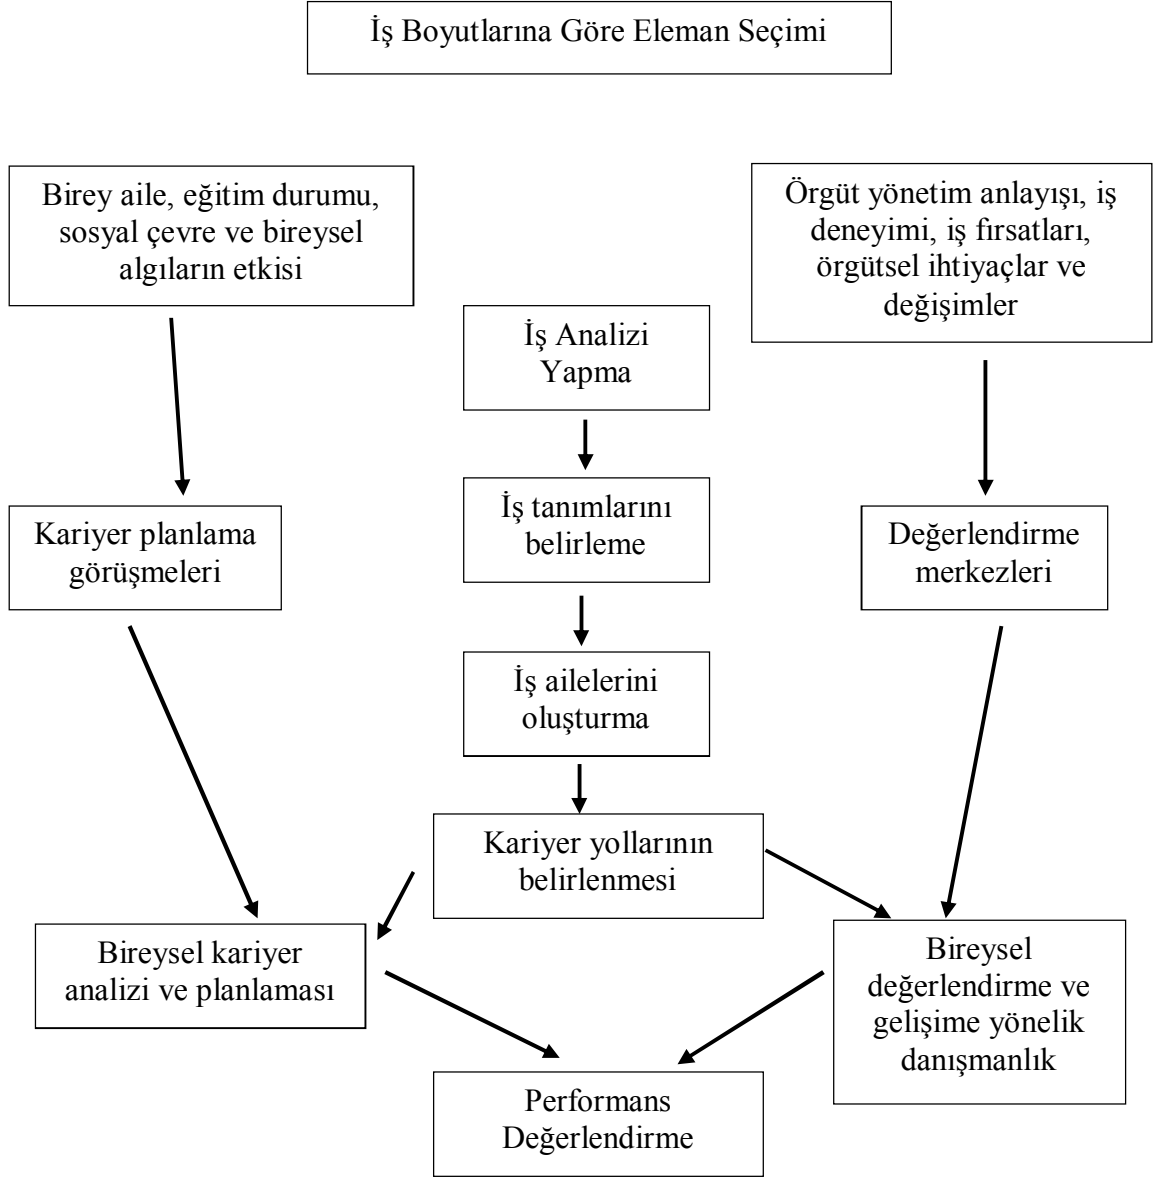 İş Boyutlarına Göre Eleman Seçimi
Birey aile, eğitim durumu,
sosyal çevre ve bireysel
algıların etkisi
Örgüt yönetim anlayışı, iş
deneyimi, iş fırsatları,
örgütsel ihtiyaçlar ve
değişimler
İş Analizi
Yapma
Kariyer planlama
görüşmeleri
İş tanımlarını
belirleme
Değerlendirme
merkezleri
İş ailelerini
oluşturma
Kariyer yollarının
belirlenmesi
Bireysel kariyer
analizi ve planlaması
Bireysel
değerlendirme ve
gelişime yönelik
danışmanlık
Performans
Değerlendirme